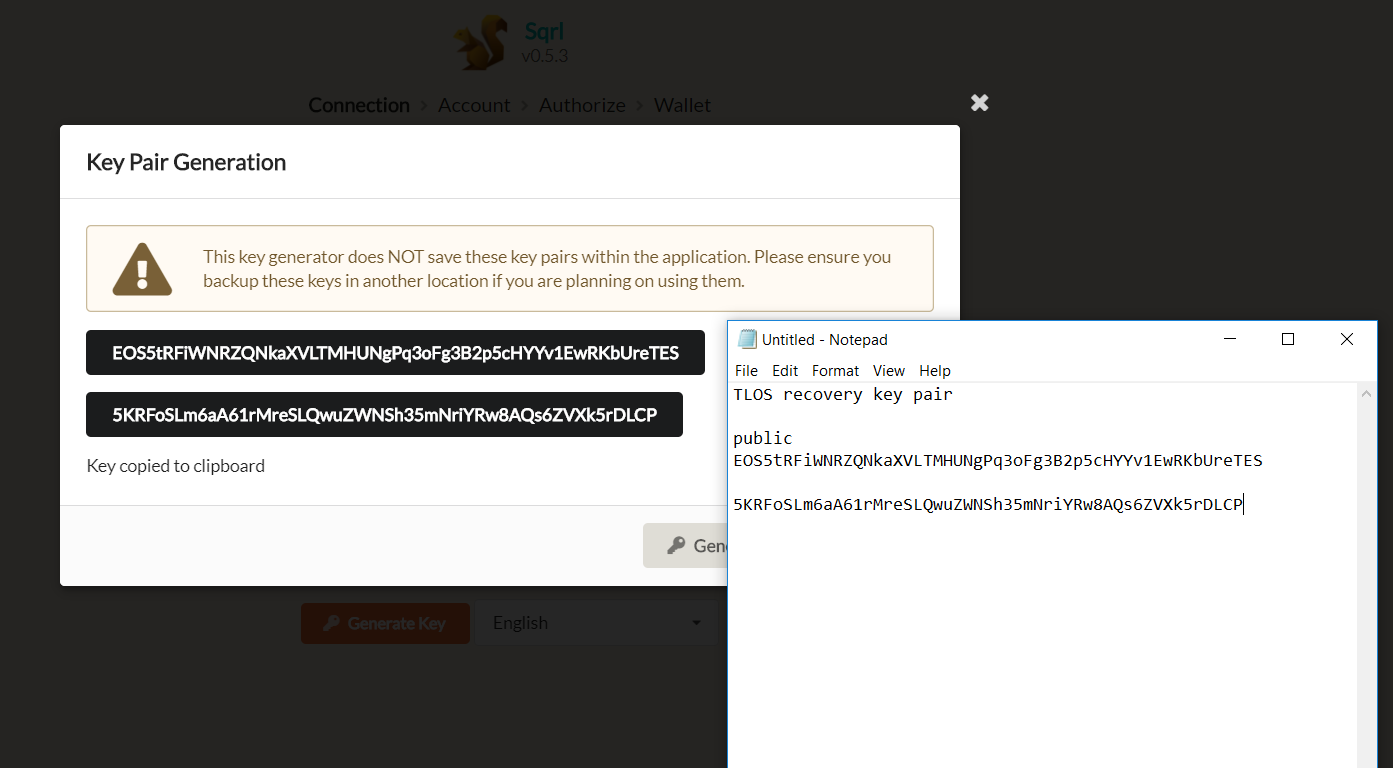 Sqrl
v0.5.3
Connection › Account › Authorize › Wallet
Key Pair Generation
This key generator does NOT save these key pairs within the application. Please ensure you
backup these keys in another location if you are planning on using them.
EOS5tRFiWNRZQNkaXVLTMHUNgPq3oFg3B2p5cHYYv1EwRKbUreTES
5KRFoSLm6aA61rMreSLQwuZWNSh35mNriYRw8AQs6ZVXk5rDLCP
Key copied to clipboard
Gene
Generate Key
English
Untitled - Notepad
File Edit Format View Help
TLOS recovery key pair
public
EOS5tRFiWNRZQNkaXVLTMHUNgPq3oFg3B2p5cHYYv1EwRKbUreTES
5KRFoSLm6aA61rMreSLQwuZWNSh35mNriYRw8AQs6ZVXk5rDLCP